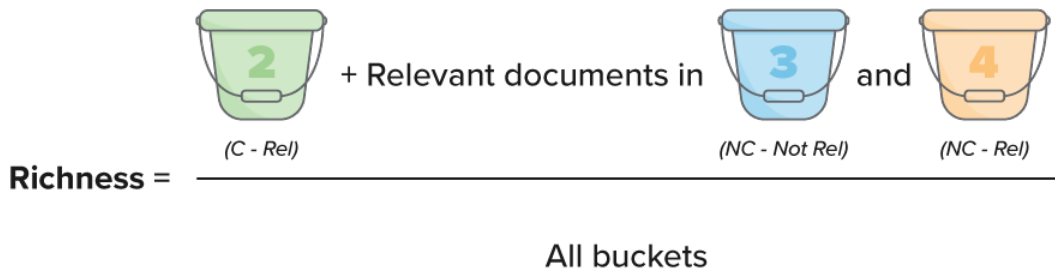 2 + Relevant documents in 3 and 4
(C - Rel) (NC - Not Rel) (NC - Rel)
Richness =
All buckets